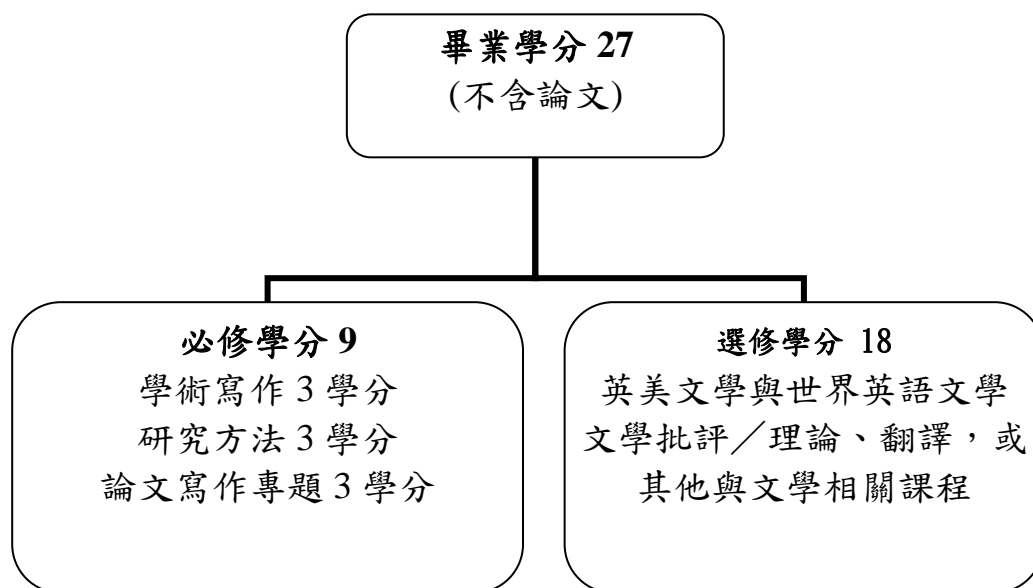 畢業學分 27
(不含論文)
必修學分 9
學術寫作 3 學分
研究方法 3 學分
論文寫作專題 3 學分
選修學分 18
英美文學與世界英語文學
文學批評／理論、翻譯，或
其他與文學相關課程